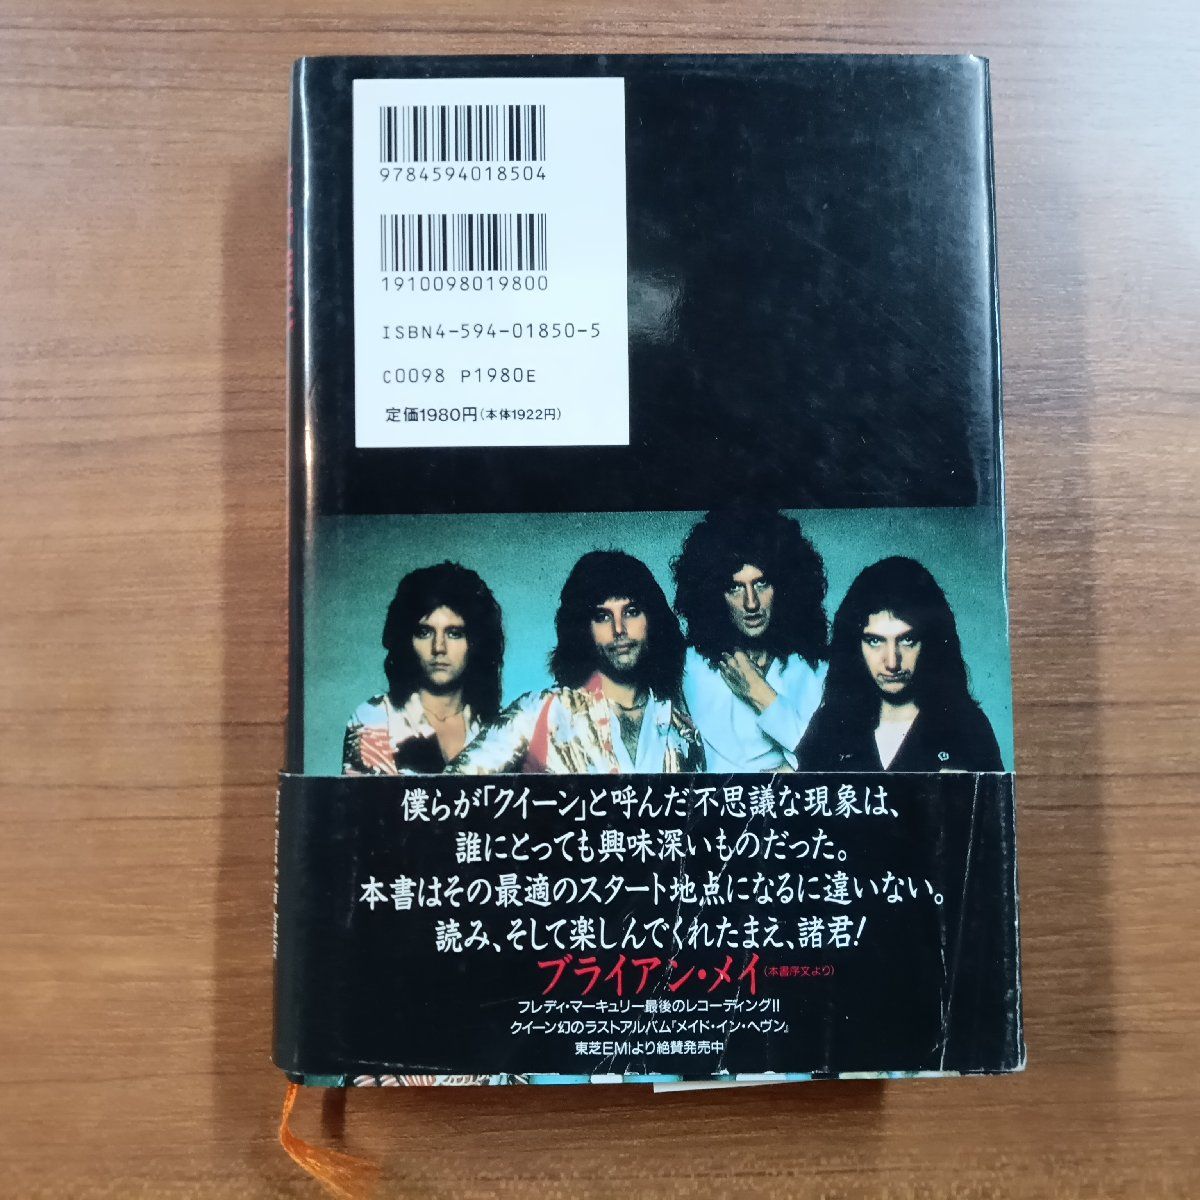 9784594018504
1910098019800
ISBN4-594-01850-5
C0098 P1980E
定価1980円(本体1922円)
僕らが「クイーン」と呼んだ不思議な現象は、
誰にとっても興味深いものだった。
本書はその最適のスタート地点になるに違いない。
読み、そして楽しんでくれたまえ、諸君!
ブライアン・メイ(本書序文より)
フレディ・マーキュリー最後のレコーディング!!
クイーン幻のラストアルバム『メイド・イン・ヘヴン』
東芝EMIより絶賛発売中